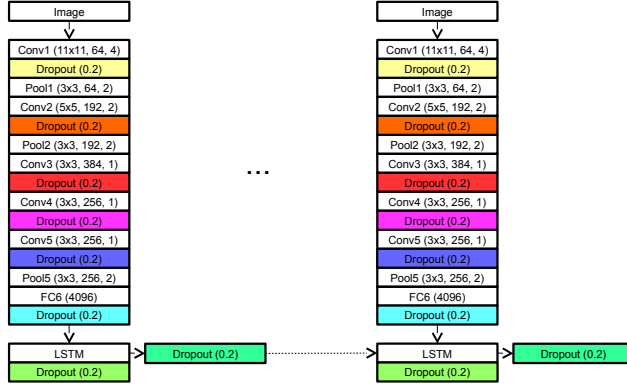 Image
Conv1 (11x11, 64, 4)
Dropout (0.2)
Pool1 (3x3, 64, 2)
Conv2 (5x5, 192, 2)
Dropout (0.2)
Pool2 (3x3, 192, 2)
Conv3 (3x3, 384, 1)
Dropout (0.2)
Conv4 (3x3, 256, 1)
Dropout (0.2)
Conv5 (3x3, 256, 1)
Dropout (0.2)
Pool5 (3x3, 256, 2)
FC6 (4096)
Dropout (0.2)
LSTM
Dropout (0.2)
Dropout (0.2)
...
Image
Conv1 (11x11, 64, 4)
Dropout (0.2)
Pool1 (3x3, 64, 2)
Conv2 (5x5, 192, 2)
Dropout (0.2)
Pool2 (3x3, 192, 2)
Conv3 (3x3, 384, 1)
Dropout (0.2)
Conv4 (3x3, 256, 1)
Dropout (0.2)
Conv5 (3x3, 256, 1)
Dropout (0.2)
Pool5 (3x3, 256, 2)
FC6 (4096)
Dropout (0.2)
LSTM
Dropout (0.2)
Dropout (0.2)